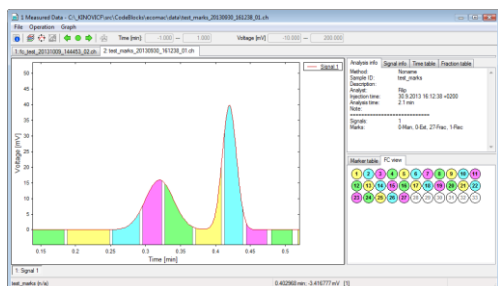 1 Measured Data - C:\_KINOVICF\src\CodeBlocks\ecomac\data\test_marks_20130930_161238_01.ch
File Operation Graph
Time [min] -1.000 — 1.000 Voltage [mV] -10.000 — 200.000
2: test_marks_20130930_161238_01.ch
Signal 1
Voltage [mV]
50
45
40
35
30
25
20
15
10
5
0
0.15 0.2 0.25 0.3 0.35 0.4 0.45 0.5
Time [min]
Analysis info Signal info Time table Fraction table
Method: Noname
Sample ID: test_marks
Description:
Analyst: Filip
Injection time: 30.9.2013 16:12:38 +0200
Analysis time: 2.1 min
Note:
Signals: 1
Marks: 0-Man, 0-Ext, 27-Frac, 1-Rec
Marker table FC view
1 2 3 4 5 6 7 8 9 10 11
12 13 14 15 16 17 18 19 20 21 22
23 24 25 26 27 28 29 30 31 32 33
1: Signal 1
test_marks (n/a) 0.402960 min; -3.416777 mV [1]